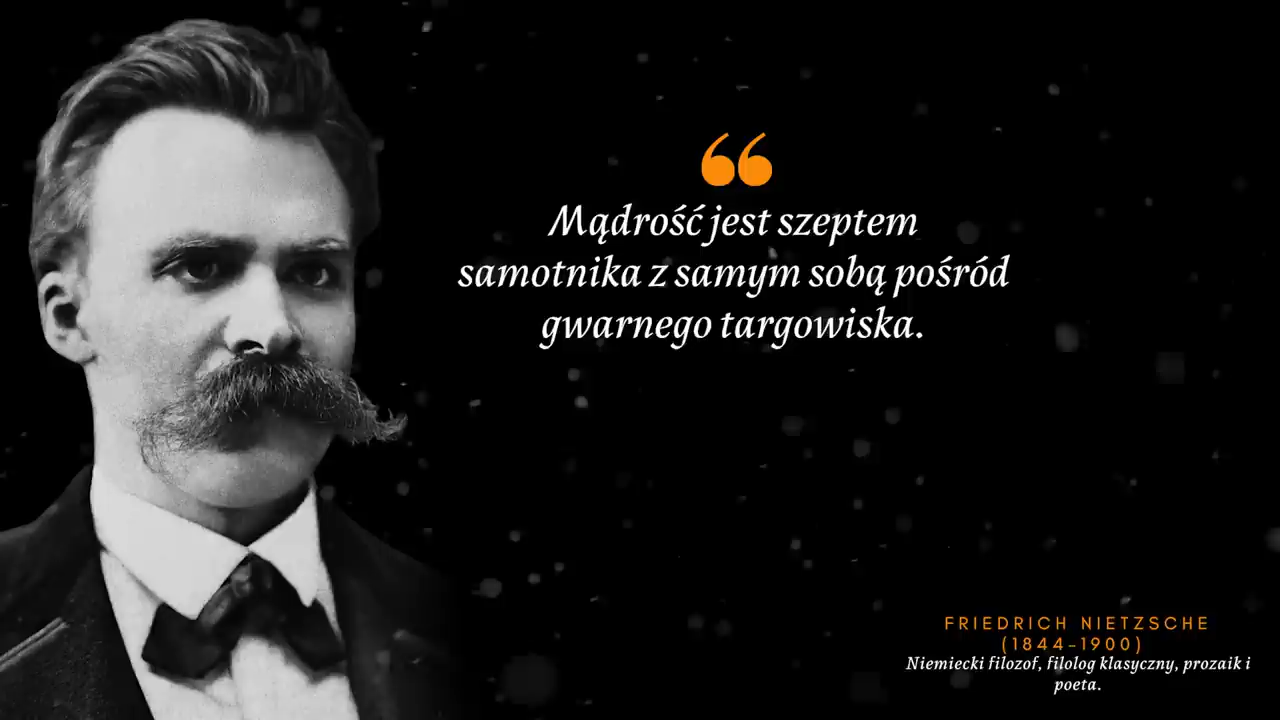 Mądrość jest szeptem
samotnika z samym sobą pośród
gwarnego targowiska.
FRIEDRICH NIETZSCHE
(1844-1900)
Niemiecki filozof, filolog klasyczny, prozaik i
poeta.